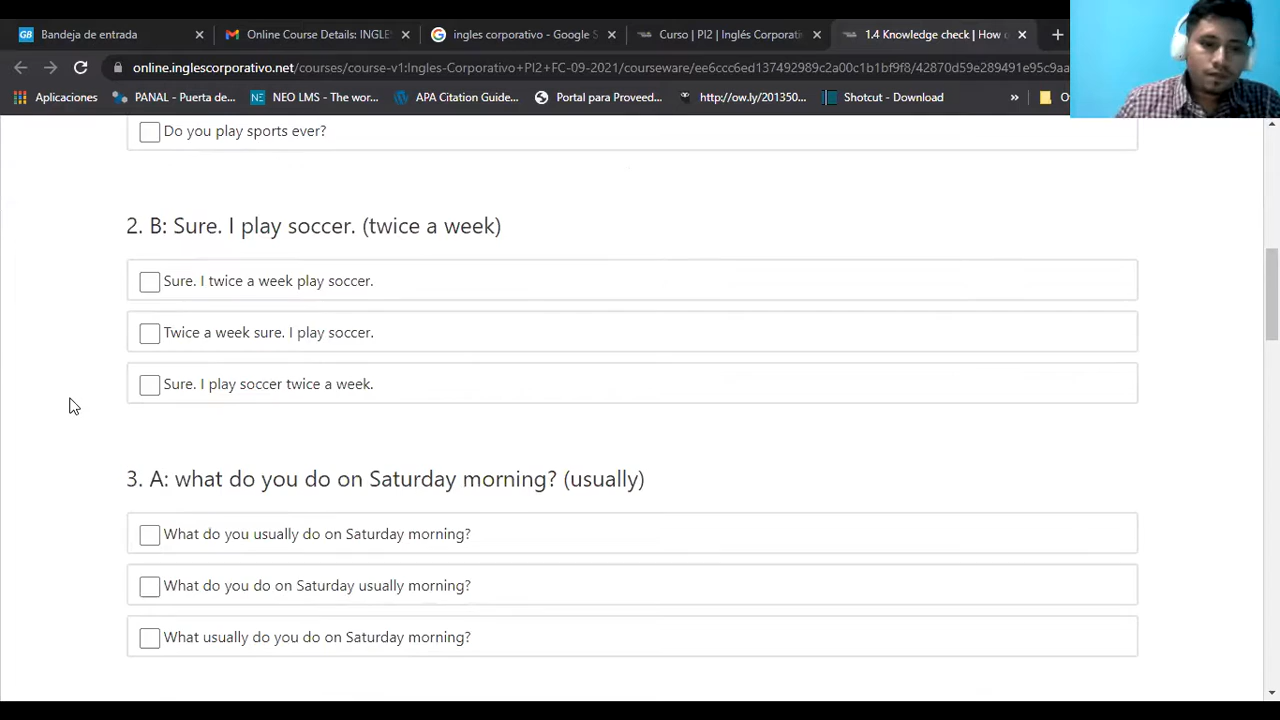 Bandeja de entrada
Online Course Details: INGLE
ingles corporativo - Google S
Curso | PI2 | Inglés Corporati
1.4 Knowledge check | How o
online.inglescorporativo.net/courses/course-v1:Ingles-Corporativo+PI2+FC-09-2021/courseware/ee6ccc6ed137492989c2a00c1b1bf9f8/42870d59e289491e95c9aa
Aplicaciones
PANAL - Puerta de...
NEO LMS - The wor...
APA Citation Guide...
Portal para Proveed...
http://ow.ly/201350...
Shotcut - Download
»
Do you play sports ever?
2. B: Sure. I play soccer. (twice a week)
Sure. I twice a week play soccer.
Twice a week sure. I play soccer.
Sure. I play soccer twice a week.
3. A: what do you do on Saturday morning? (usually)
What do you usually do on Saturday morning?
What do you do on Saturday usually morning?
What usually do you do on Saturday morning?